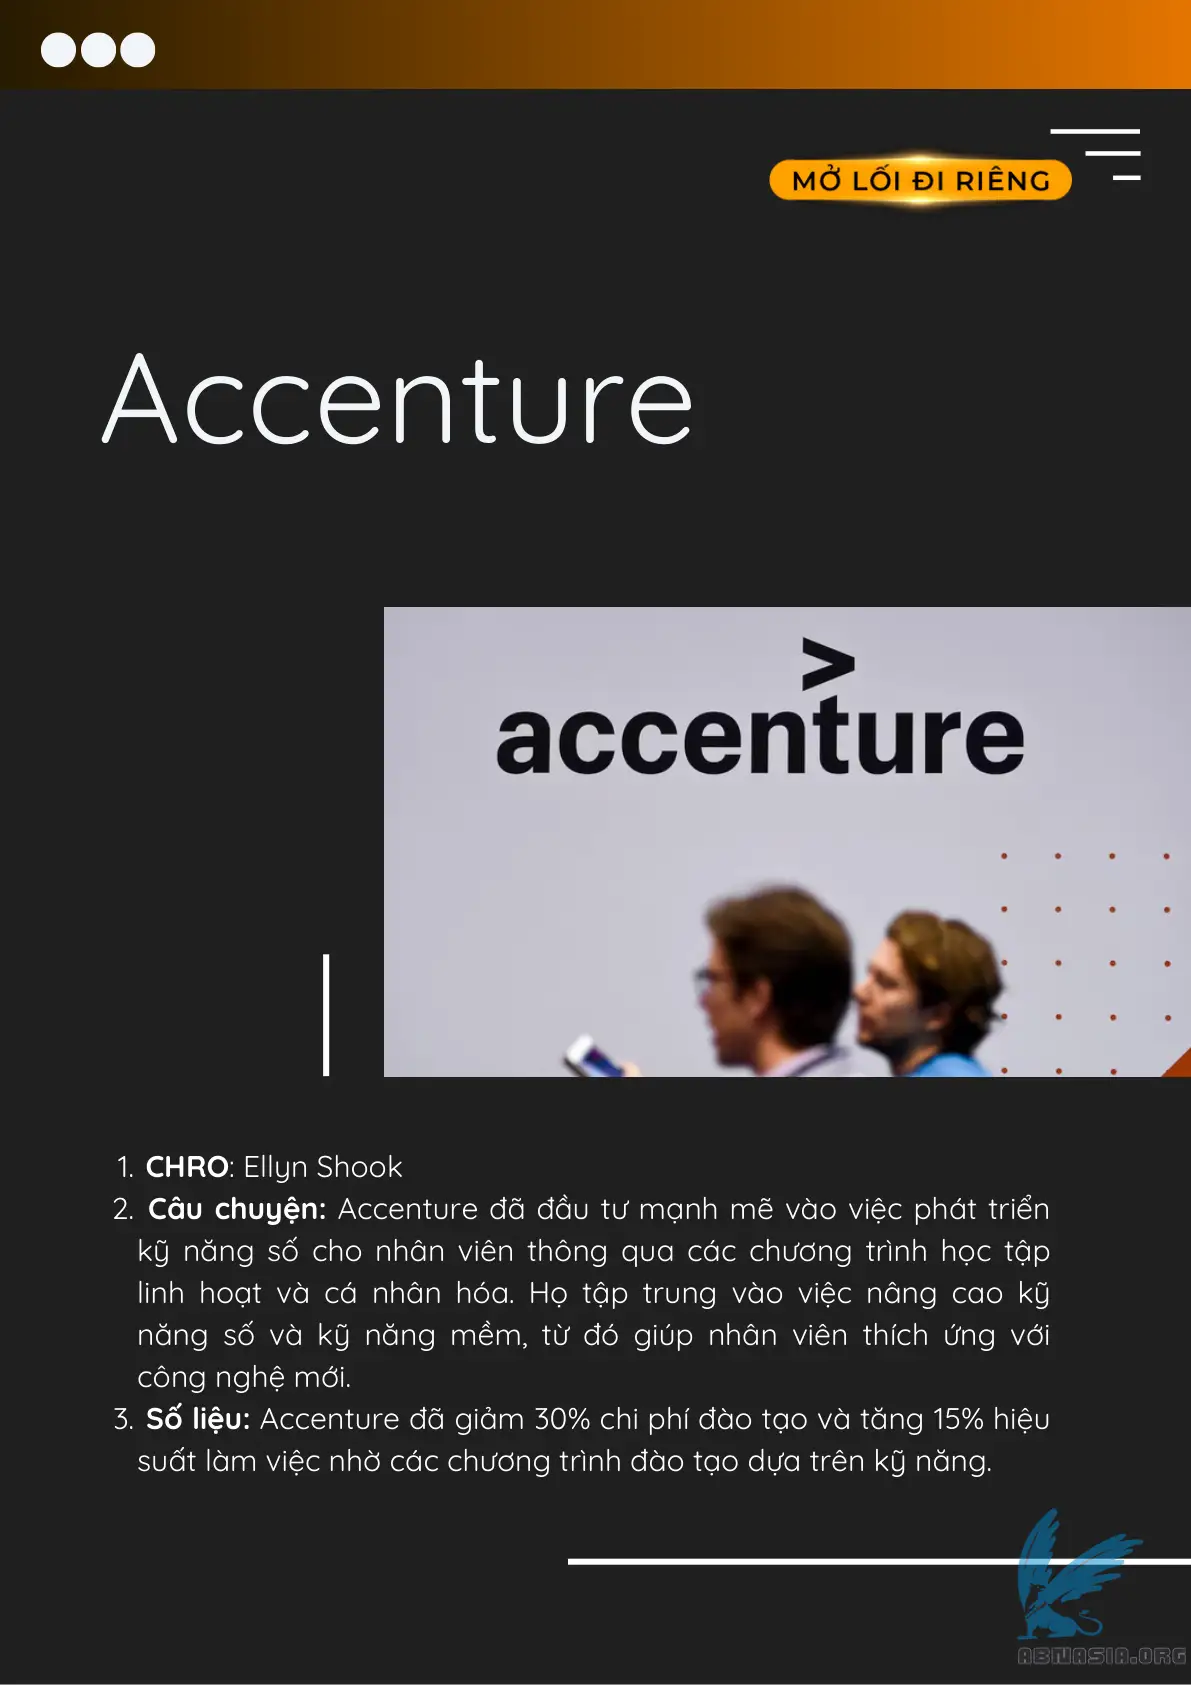 MỞ LỐI ĐI RIÊNG
Accenture
>
accenture
1. CHRO: Ellyn Shook
2. Câu chuyện: Accenture đã đầu tư mạnh mẽ vào việc phát triển
kỹ năng số cho nhân viên thông qua các chương trình học tập
linh hoạt và cá nhân hóa. Họ tập trung vào việc nâng cao kỹ
năng số và kỹ năng mềm, từ đó giúp nhân viên thích ứng với
công nghệ mới.
3. Số liệu: Accenture đã giảm 30% chi phí đào tạo và tăng 15% hiệu
suất làm việc nhờ các chương trình đào tạo dựa trên kỹ năng.
ABNASIA.ORG